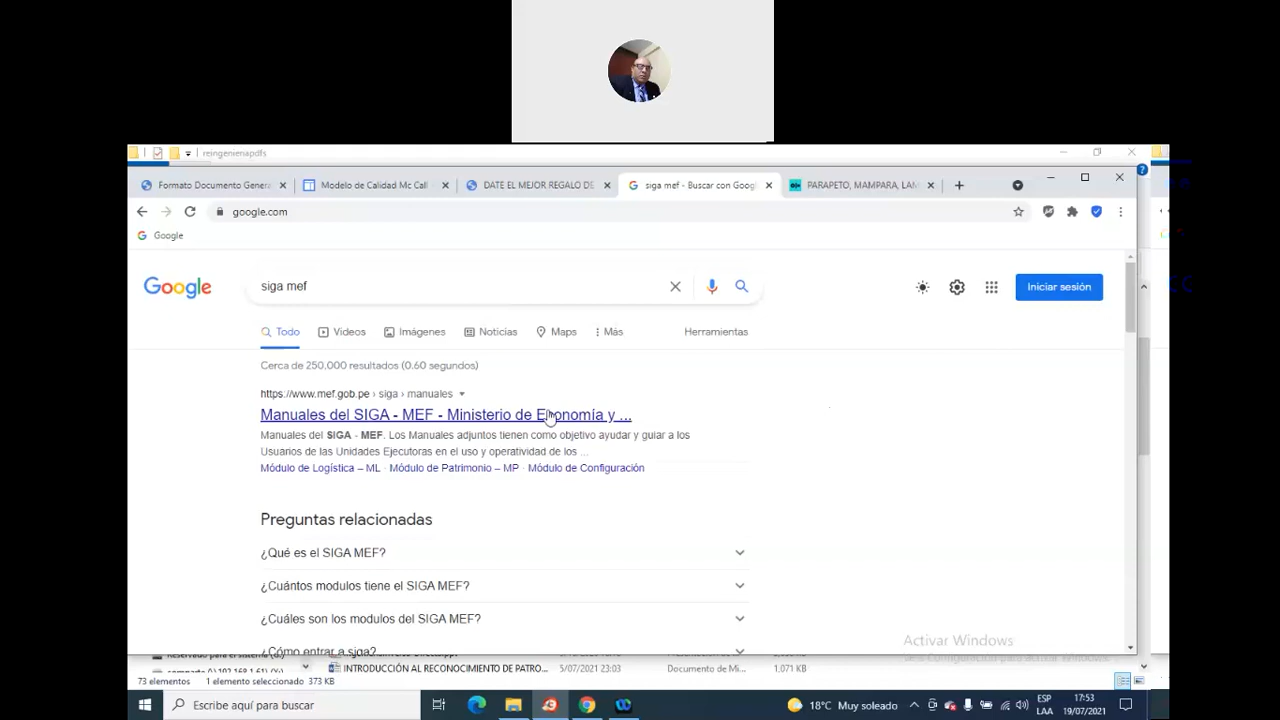 reingenienapdfs
Formato Documento Genera
Modelo de Calidad Mc Call
DATE EL MEJOR REGALO DE
siga mef - Buscar con Googl
PARAPETO, MAMPARA, LAM
google.com
Google
Google
siga mef
Iniciar sesión
Todo
Videos
Imágenes
Noticias
Maps
Más
Herramientas
Cerca de 250,000 resultados (0.60 segundos)
https://www.mef.gob.pe › siga › manuales
Manuales del SIGA - MEF - Ministerio de Economía y ...
Manuales del SIGA - MEF. Los Manuales adjuntos tienen como objetivo ayudar y guiar a los
Usuarios de las Unidades Ejecutoras en el uso y operatividad de los ...
Módulo de Logística – ML · Módulo de Patrimonio – MP · Módulo de Configuración
Preguntas relacionadas
¿Qué es el SIGA MEF?
¿Cuántos modulos tiene el SIGA MEF?
¿Cuáles son los modulos del SIGA MEF?
¿Cómo entrar a siga?
Activar Windows
INTRODUCCIÓN AL RECONOCIMIENTO DE PATRO... 5/07/2021 23:03 Documento de Mi... 1,071 KB
73 elementos 1 elemento seleccionado 373 KB
Escribe aquí para buscar
18°C Muy soleado
ESP
LAA
17:53
19/07/2021